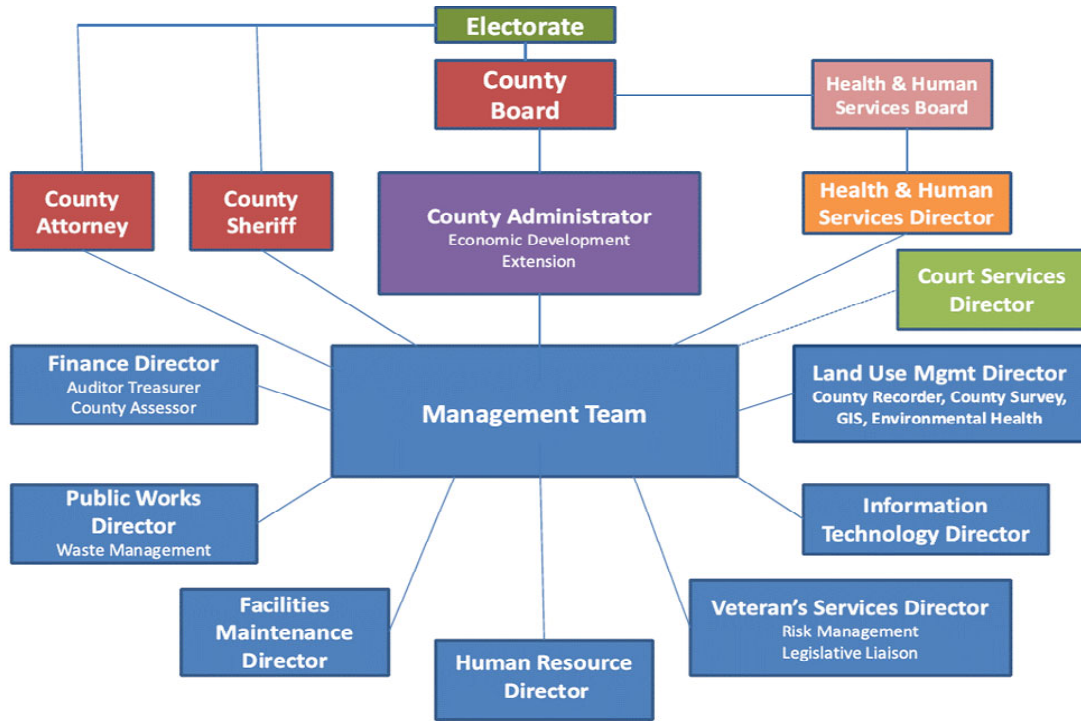 Electorate
County
Board
Health & Human
Services Board
County
Attorney
County
Sheriff
County Administrator
Economic Development
Extension
Health & Human
Services Director
Court Services
Director
Finance Director
Auditor Treasurer
County Assessor
Management Team
Land Use Mgmt Director
County Recorder, County Survey,
GIS, Environmental Health
Public Works
Director
Waste Management
Information
Technology Director
Facilities
Maintenance
Director
Human Resource
Director
Veteran's Services Director
Risk Management
Legislative Liaison